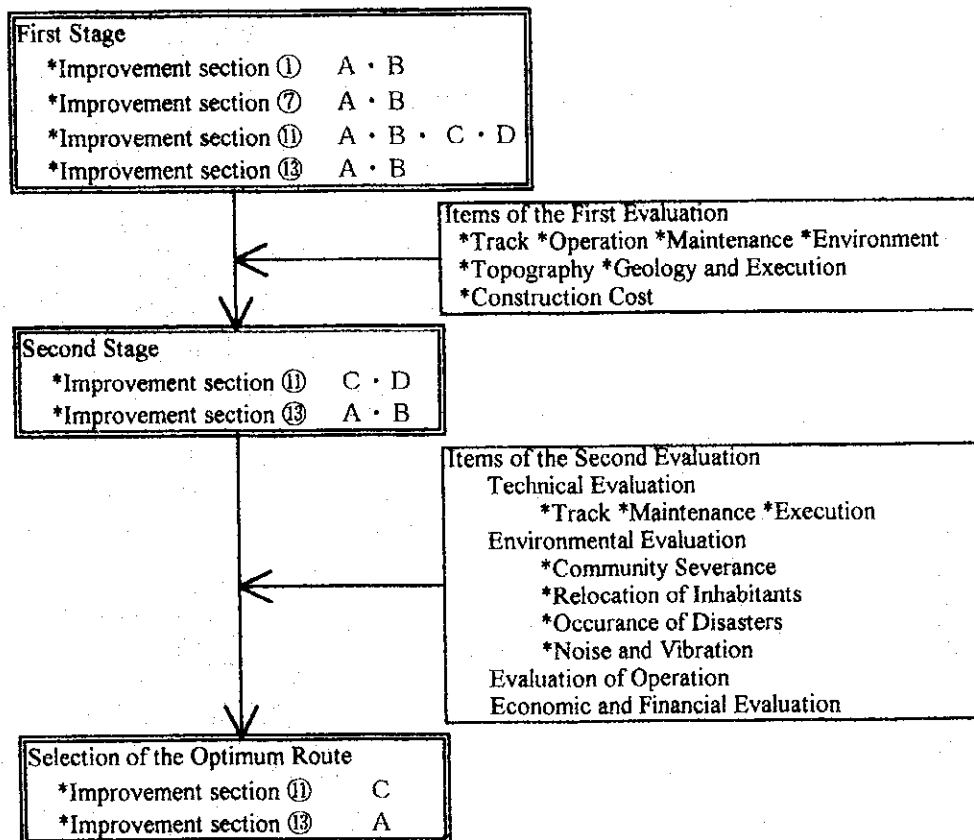 First Stage
*Improvement section ① A・B
*Improvement section ⑦ A・B
*Improvement section ⑪ A・B・C・D
*Improvement section ⑬ A・B
Items of the First Evaluation
*Track *Operation *Maintenance *Environment
*Topography *Geology and Execution
*Construction Cost
Second Stage
*Improvement section ⑪ C・D
*Improvement section ⑬ A・B
Items of the Second Evaluation
Technical Evaluation
*Track *Maintenance *Execution
Environmental Evaluation
*Community Severance
*Relocation of Inhabitants
*Occurance of Disasters
*Noise and Vibration
Evaluation of Operation
Economic and Financial Evaluation
Selection of the Optimum Route
*Improvement section ⑪ C
*Improvement section ⑬ A